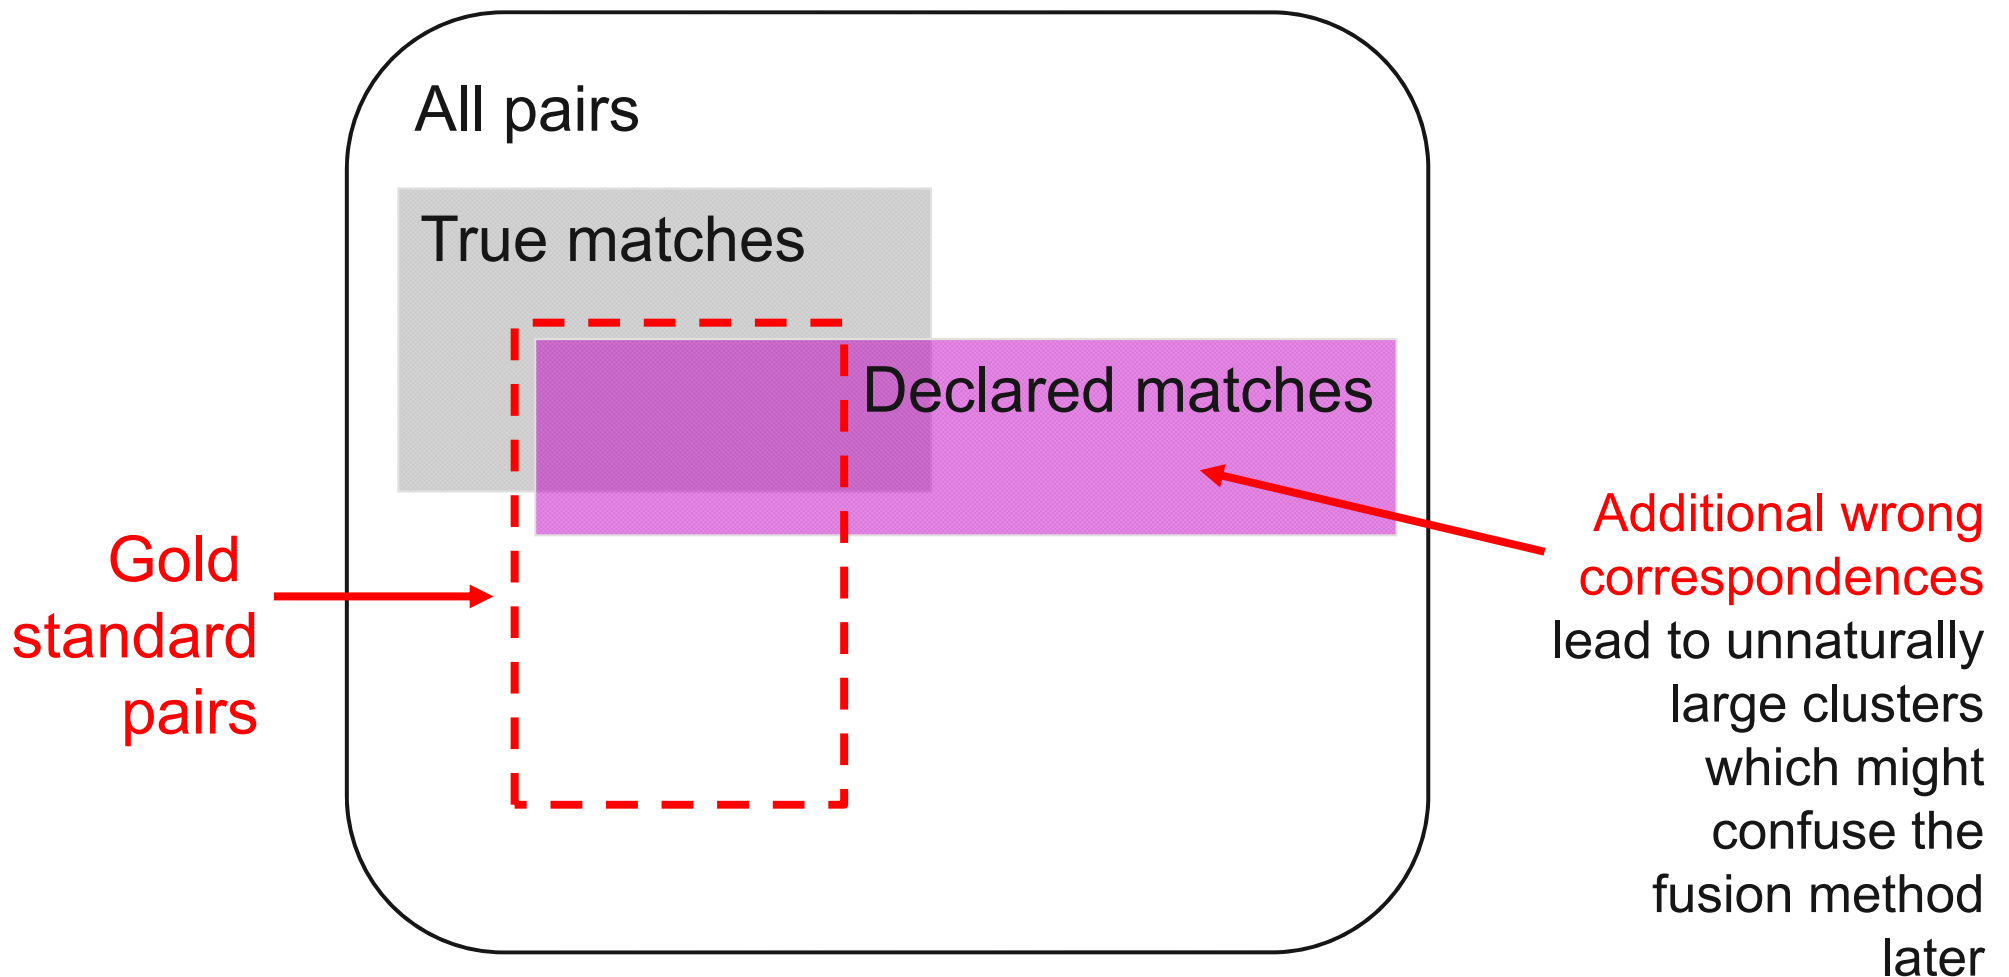 All pairs
True matches
Declared matches
Gold
standard
pairs
Additional wrong
correspondences
lead to unnaturally
large clusters
which might
confuse the
fusion method
later